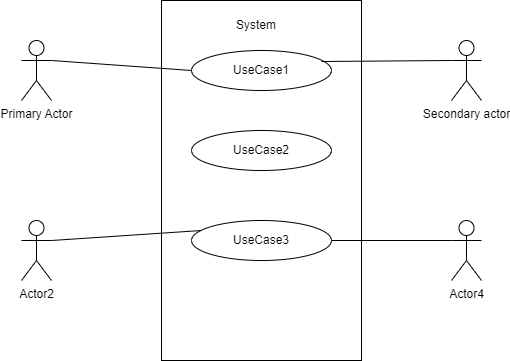 System
UseCase1
Primary Actor
Secondary actor
UseCase2
UseCase3
Actor2
Actor4